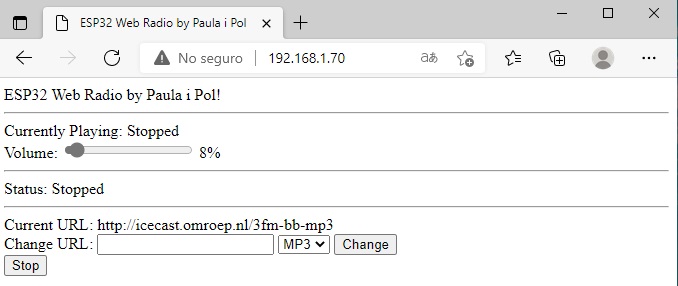 ESP32 Web Radio by Paula i Pol
No seguro 192.168.1.70 aあ
ESP32 Web Radio by Paula i Pol!
Currently Playing: Stopped
Volume: 8%
Status: Stopped
Current URL: http://icecast.omroep.nl/3fm-bb-mp3
Change URL: MP3 Change
Stop